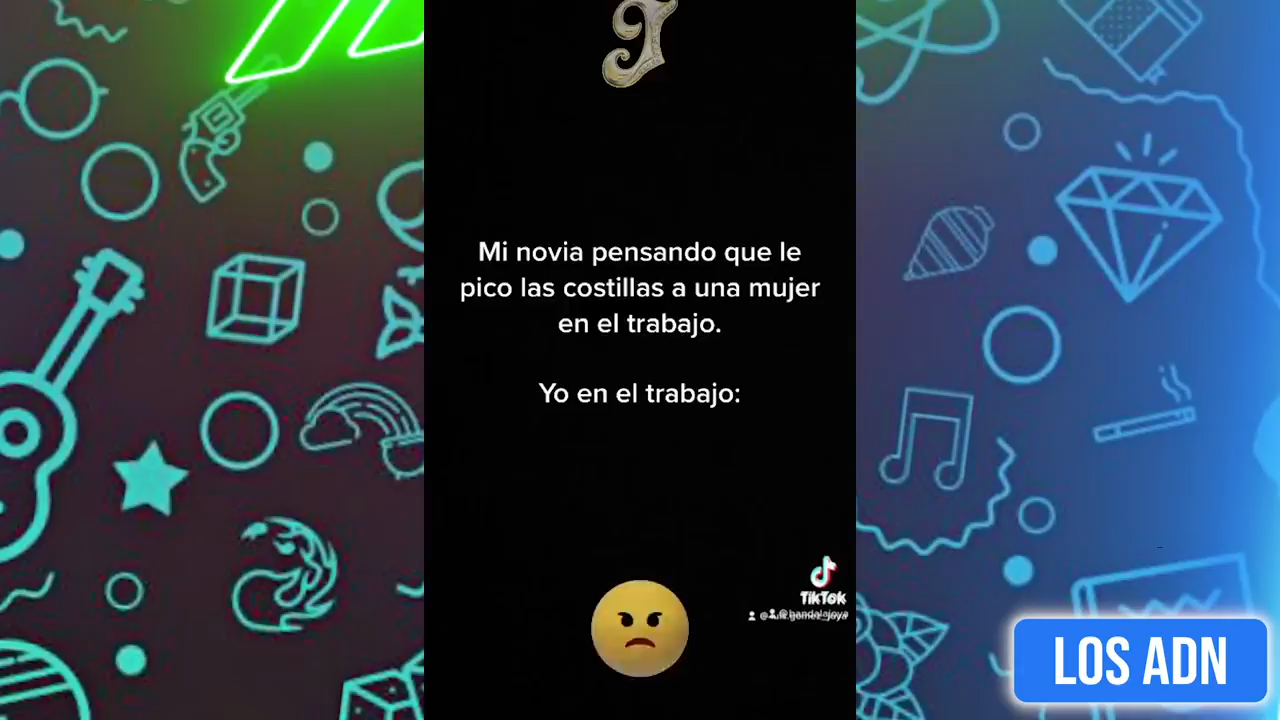 Mi novia pensando que le
pico las costillas a una mujer
en el trabajo.
Yo en el trabajo:
TikTok
LOS ADN